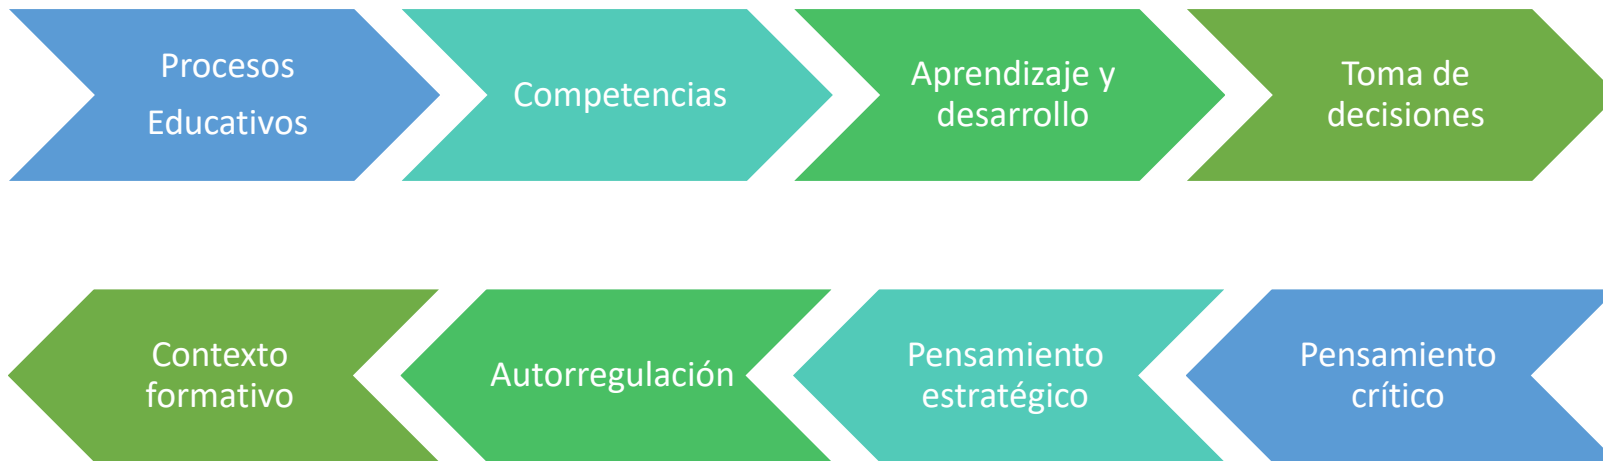 Procesos
Educativos
Competencias
Aprendizaje y
desarrollo
Toma de
decisiones
Contexto
formativo
Autorregulación
Pensamiento
estratégico
Pensamiento
crítico